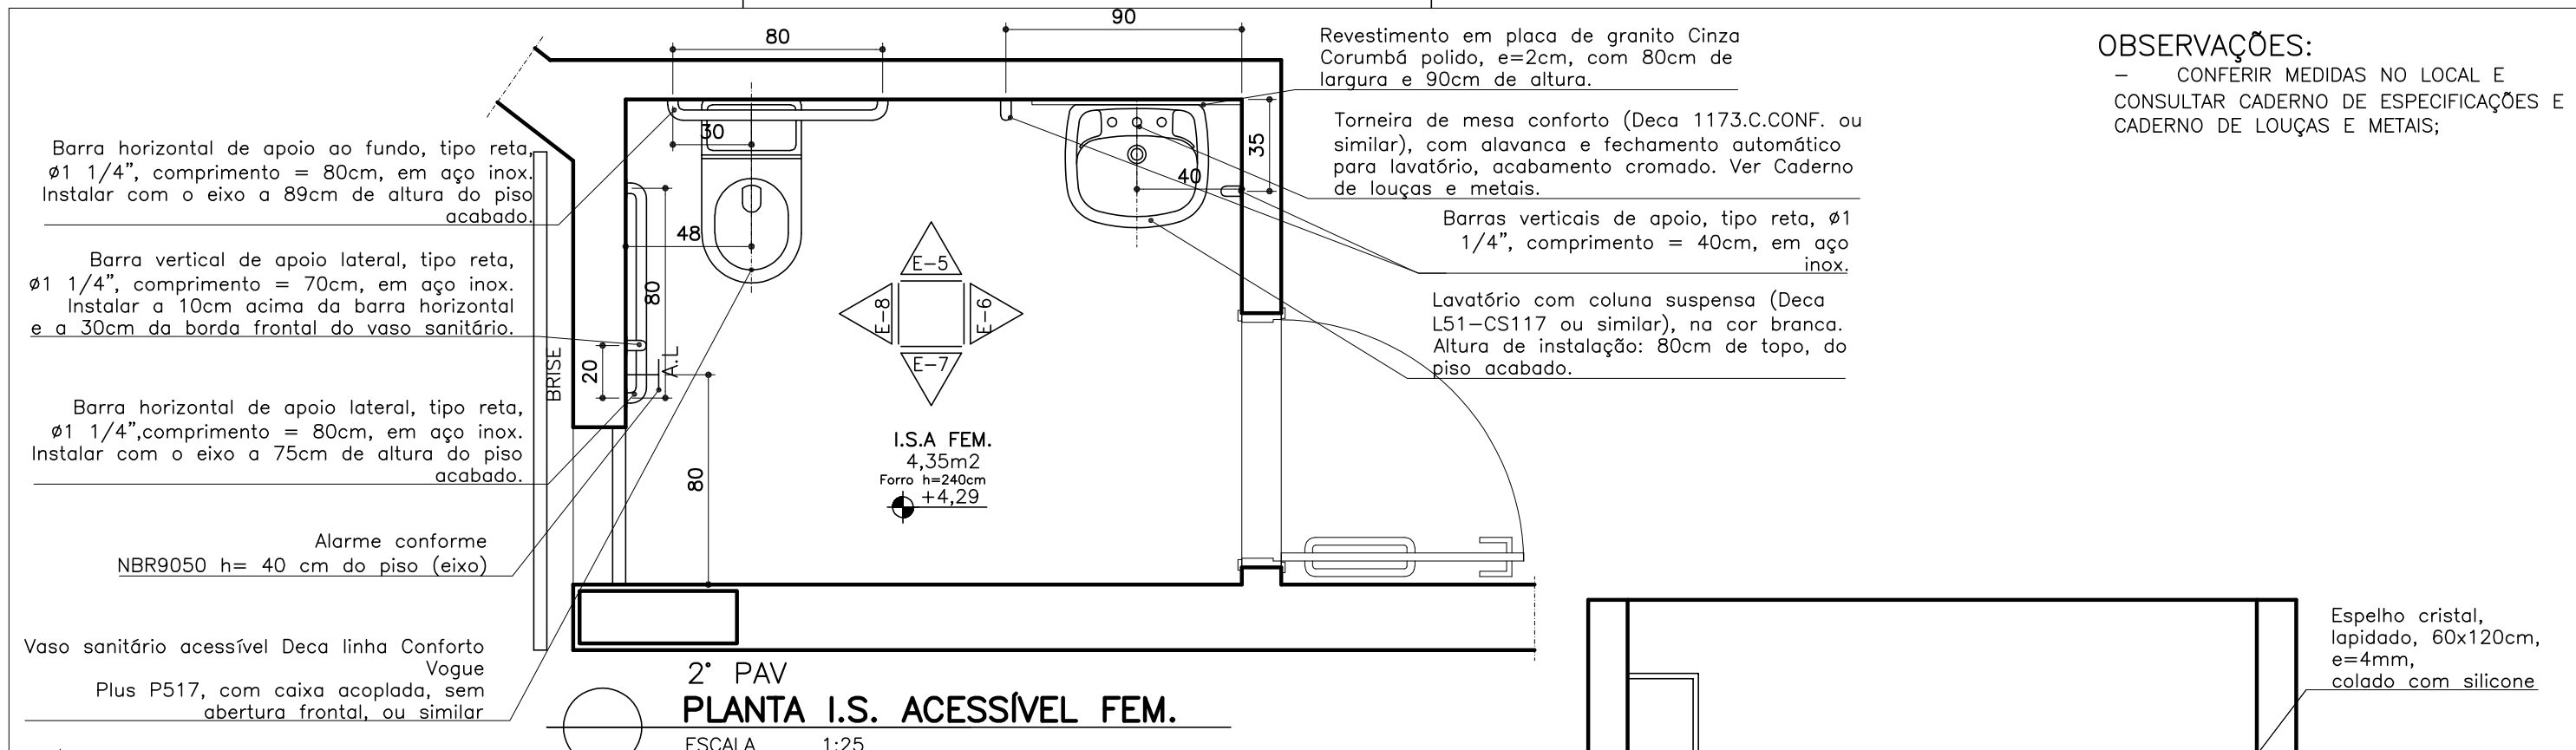 90
80
Revestimento em placa de granito Cinza
Corumbá polido, e=2cm, com 80cm de
largura e 90cm de altura.
OBSERVAÇÕES:
- CONFERIR MEDIDAS NO LOCAL E
CONSULTAR CADERNO DE ESPECIFICAÇÕES E
CADERNO DE LOUÇAS E METAIS;
Torneira de mesa conforto (Deca 1173.C.CONF. ou
similar), com alavanca e fechamento automático
para lavatório, acabamento cromado. Ver Caderno
de louças e metais.
Barra horizontal de apoio ao fundo, tipo reta,
ø1 1/4", comprimento = 80cm, em aço inox.
Instalar com o eixo a 89cm de altura do piso
acabado.
30
35
40
48
80
Barras verticais de apoio, tipo reta, ø1
1/4", comprimento = 40cm, em aço
inox.
Barra vertical de apoio lateral, tipo reta,
ø1 1/4", comprimento = 70cm, em aço inox.
Instalar a 10cm acima da barra horizontal
e a 30cm da borda frontal do vaso sanitário.
E-5
E-8
E-6
E-7
Lavatório com coluna suspensa (Deca
L51-CS117 ou similar), na cor branca.
Altura de instalação: 80cm de topo, do
piso acabado.
BRISE
20
A.L
Barra horizontal de apoio lateral, tipo reta,
ø1 1/4",comprimento = 80cm, em aço inox.
Instalar com o eixo a 75cm de altura do piso
acabado.
I.S.A FEM.
4,35m2
Forro h=240cm
+4,29
80
Alarme conforme
NBR9050 h= 40 cm do piso (eixo)
Vaso sanitário acessível Deca linha Conforto
Vogue
Plus P517, com caixa acoplada, sem
abertura frontal, ou similar
2° PAV
PLANTA I.S. ACESSÍVEL FEM.
ESCALA 1:25
Espelho cristal,
lapidado, 60x120cm,
e=4mm,
colado com silicone